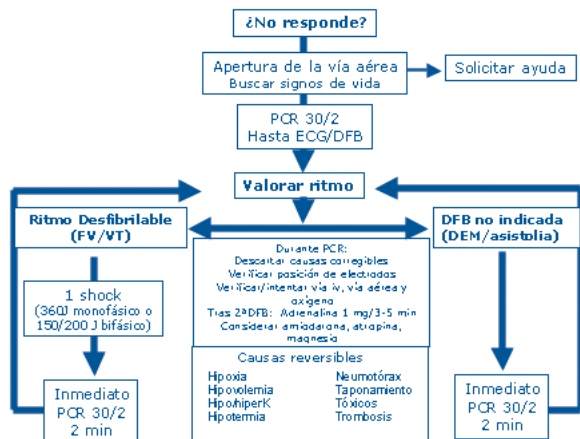 ¿No responde?
Apertura de la vía aérea
Buscar signos de vida
Solicitar ayuda
PCR 30/2
Hasta ECG/DFB
Valorar ritmo
Ritmo Desfibrilable
(FV/VT)
DFB no indicada
(DEM/asistolia)
1 shock
(360J monofásico o
150/200 J bifásico)
Durante PCR:
Descartar causas corregibles
Verificar posición de electrodos
Verificar/intentar vía iv, vía aérea y
oxígeno
Tras 2ªDFB: Adrenalina 1 mg/3-5 min
Considerar amiodarona, atropina,
magnesio
Causas reversibles
Hipoxia
Hipovolemia
Hipo/hiperK
Hipotermia
Neumotórax
Taponamiento
Tóxicos
Trombosis
Inmediato
PCR 30/2
2 min
Inmediato
PCR 30/2
2 min